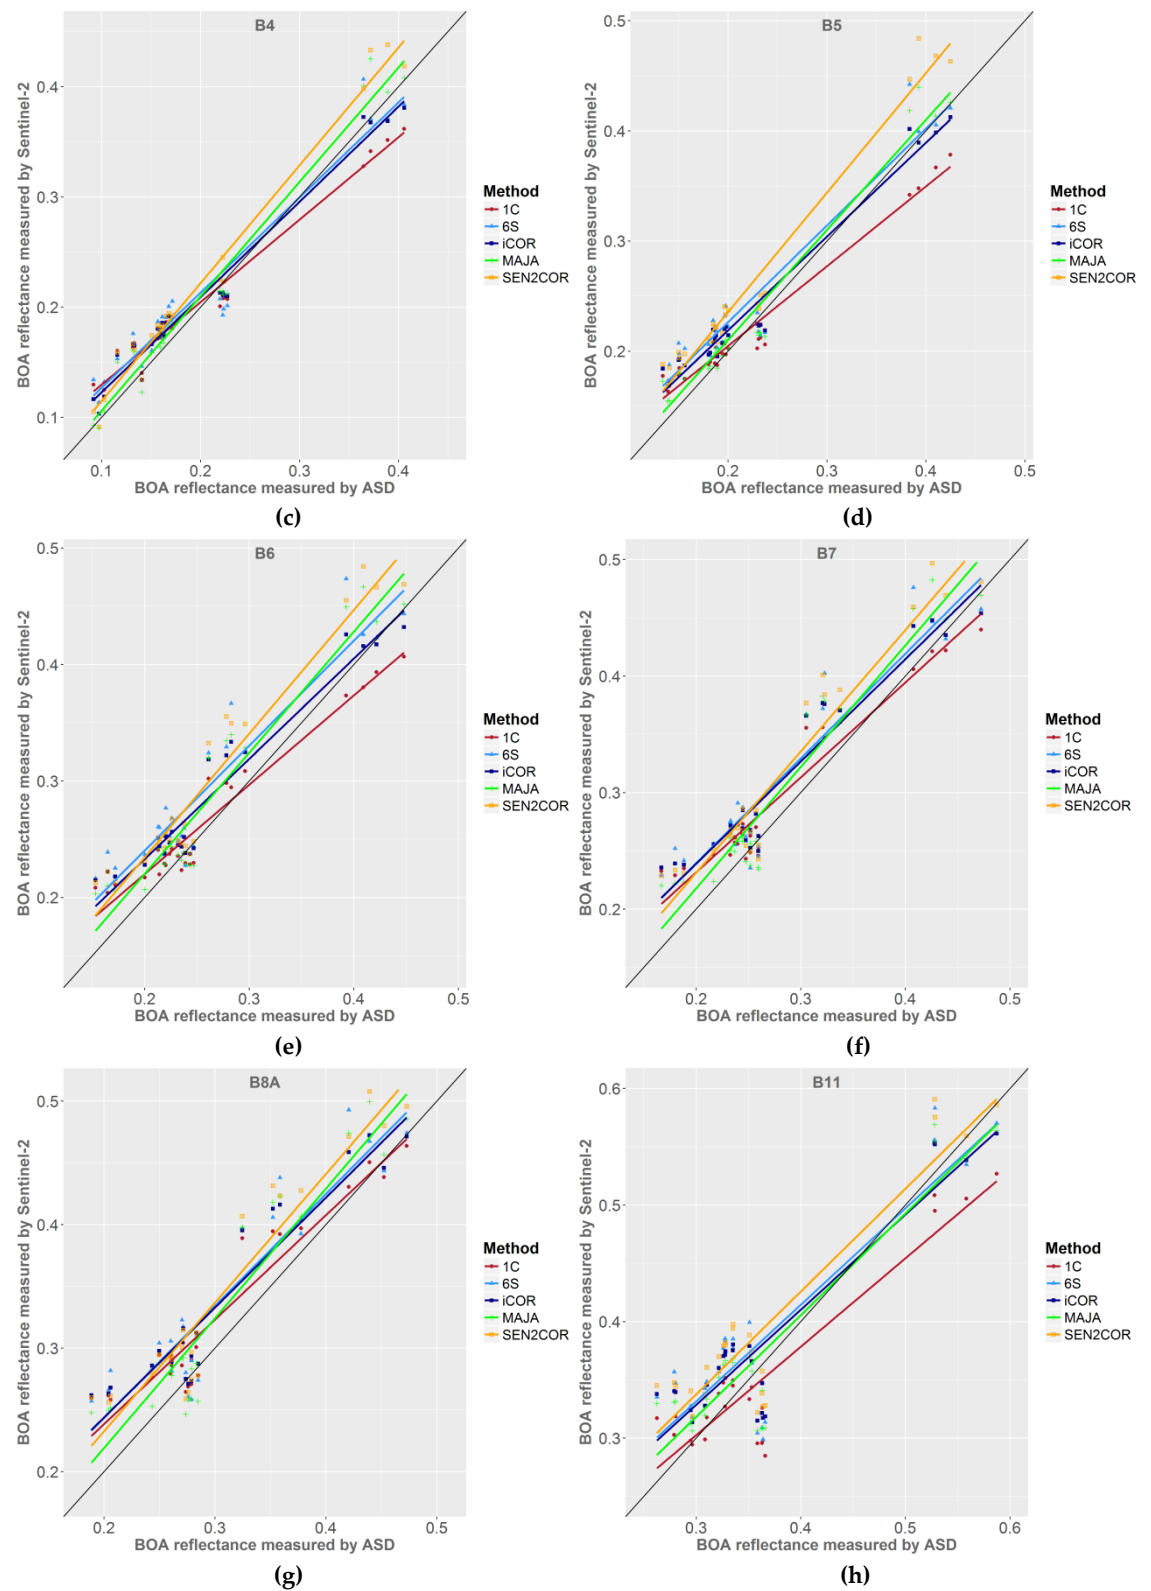 B4
BOA reflectance measured by Sentinel-2
0.4
0.3
0.2
0.1
0.1 0.2 0.3 0.4
BOA reflectance measured by ASD
Method
1C
6S
iCOR
MAJA
SEN2COR
(c)
B5
BOA reflectance measured by Sentinel-2
0.5
0.4
0.3
0.2
0.2 0.3 0.4 0.5
BOA reflectance measured by ASD
Method
1C
6S
iCOR
MAJA
SEN2COR
(d)
B6
BOA reflectance measured by Sentinel-2
0.5
0.4
0.3
0.2
0.2 0.3 0.4 0.5
BOA reflectance measured by ASD
Method
1C
6S
iCOR
MAJA
SEN2COR
(e)
B7
BOA reflectance measured by Sentinel-2
0.5
0.4
0.3
0.2
0.2 0.3 0.4 0.5
BOA reflectance measured by ASD
Method
1C
6S
iCOR
MAJA
SEN2COR
(f)
B8A
BOA reflectance measured by Sentinel-2
0.5
0.4
0.3
0.2
0.2 0.3 0.4 0.5
BOA reflectance measured by ASD
Method
1C
6S
iCOR
MAJA
SEN2COR
(g)
B11
BOA reflectance measured by Sentinel-2
0.6
0.5
0.4
0.3
0.3 0.4 0.5 0.6
BOA reflectance measured by ASD
Method
1C
6S
iCOR
MAJA
SEN2COR
(h)